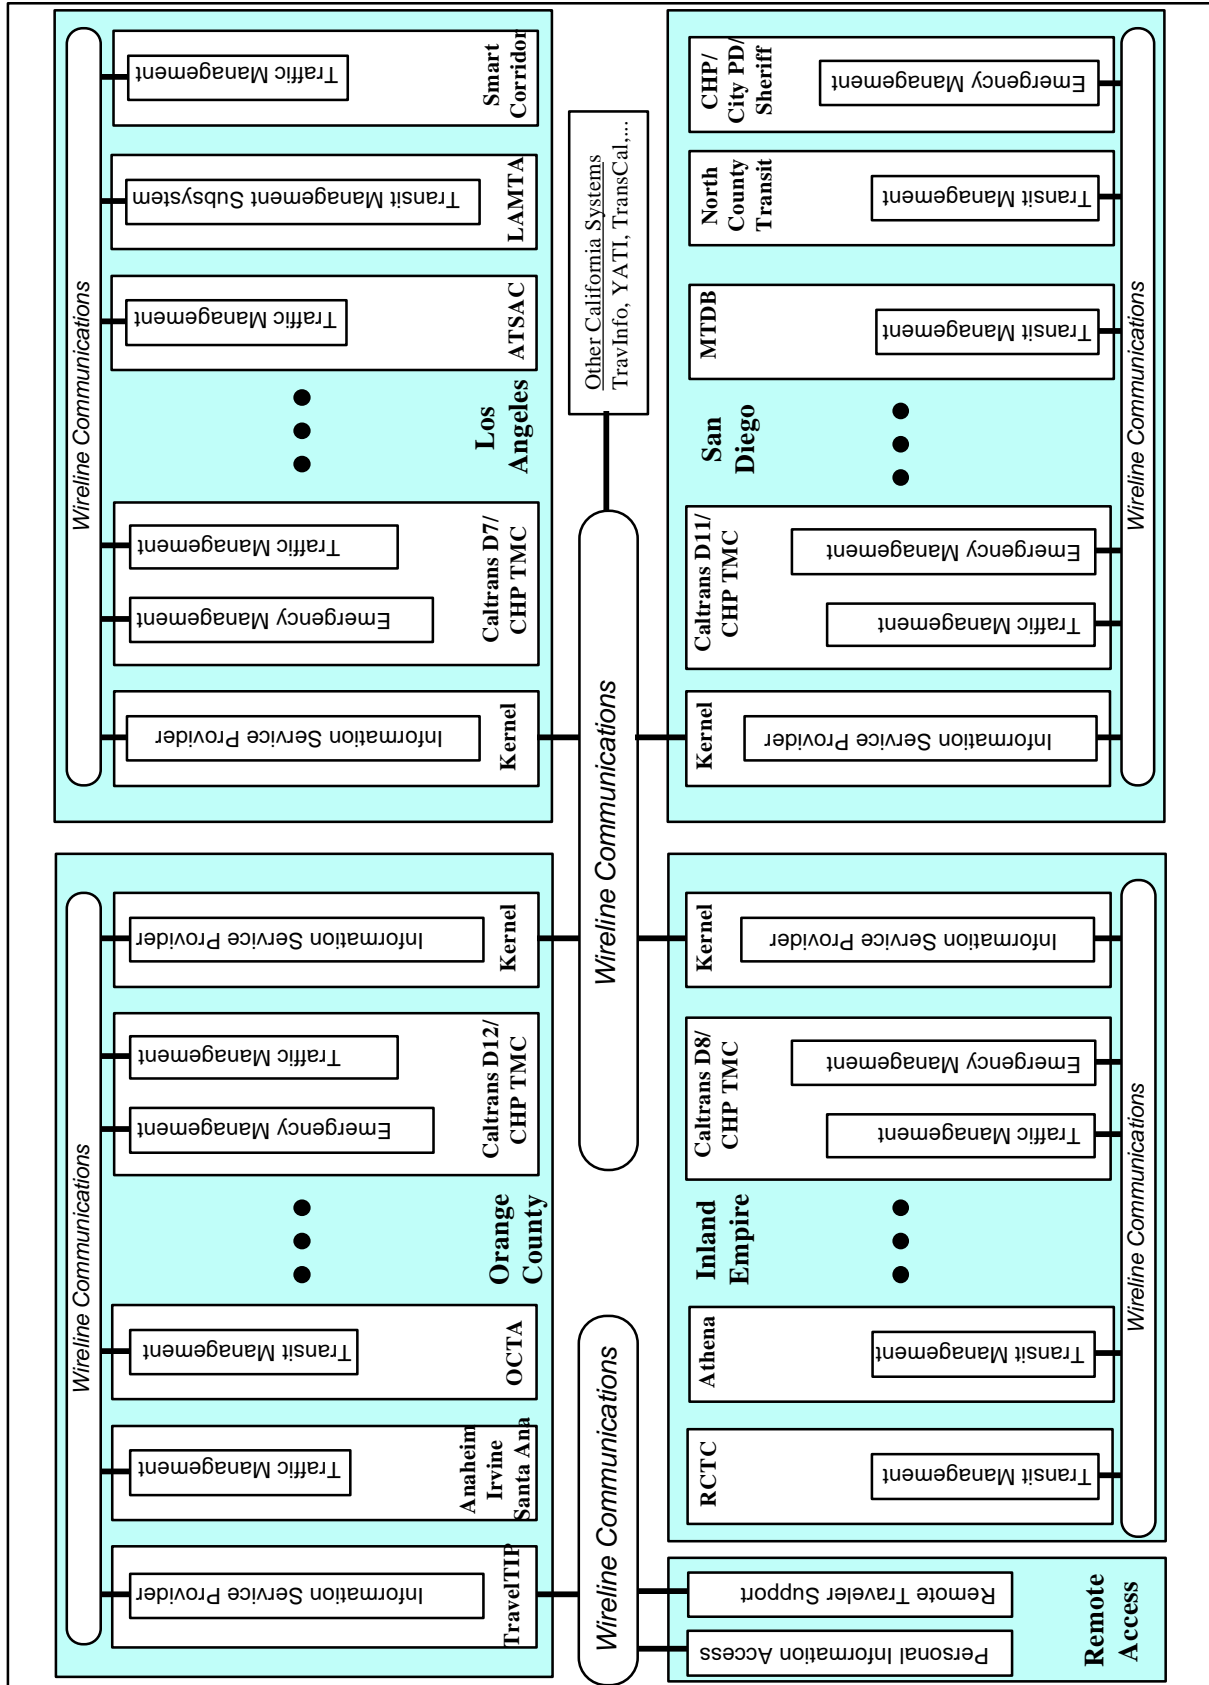 Wireline Communications
Information Service Provider
TravelTIP
Traffic Management
Anaheim
Irvine
Santa Ana
Transit Management
OCTA
Orange
County
Emergency Management
Traffic Management
Caltrans D12/
CHP TMC
Information Service Provider
Kernel
Wireline Communications
Information Service Provider
Kernel
Emergency Management
Traffic Management
Caltrans D7/
CHP TMC
Los
Angeles
Traffic Management
ATSAC
Transit Management Subsystem
LAMTA
Traffic Management
Smart
Corridor
Wireline Communications
Wireline Communications
Other California Systems
TravInfo, YATI, TransCal,...
Personal Information Access
Remote Traveler Support
Remote
Access
RCTC
Transit Management
Athena
Transit Management
Inland
Empire
Caltrans D8/
CHP TMC
Traffic Management
Emergency Management
Kernel
Information Service Provider
Wireline Communications
Kernel
Information Service Provider
Caltrans D11/
CHP TMC
Traffic Management
Emergency Management
San
Diego
MTDB
Transit Management
North
County
Transit
Transit Management
CHP/
City PD/
Sheriff
Emergency Management
Wireline Communications